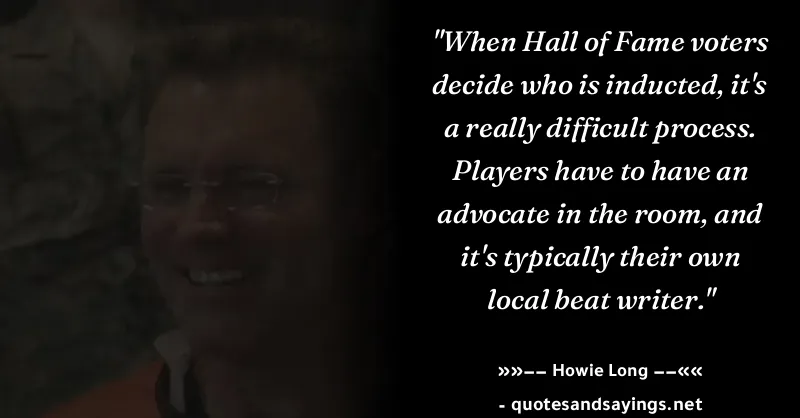 "When Hall of Fame voters
decide who is inducted, it's
a really difficult process.
Players have to have an
advocate in the room, and
it's typically their own
local beat writer."
»»−− Howie Long −−««
- quotesandsayings.net